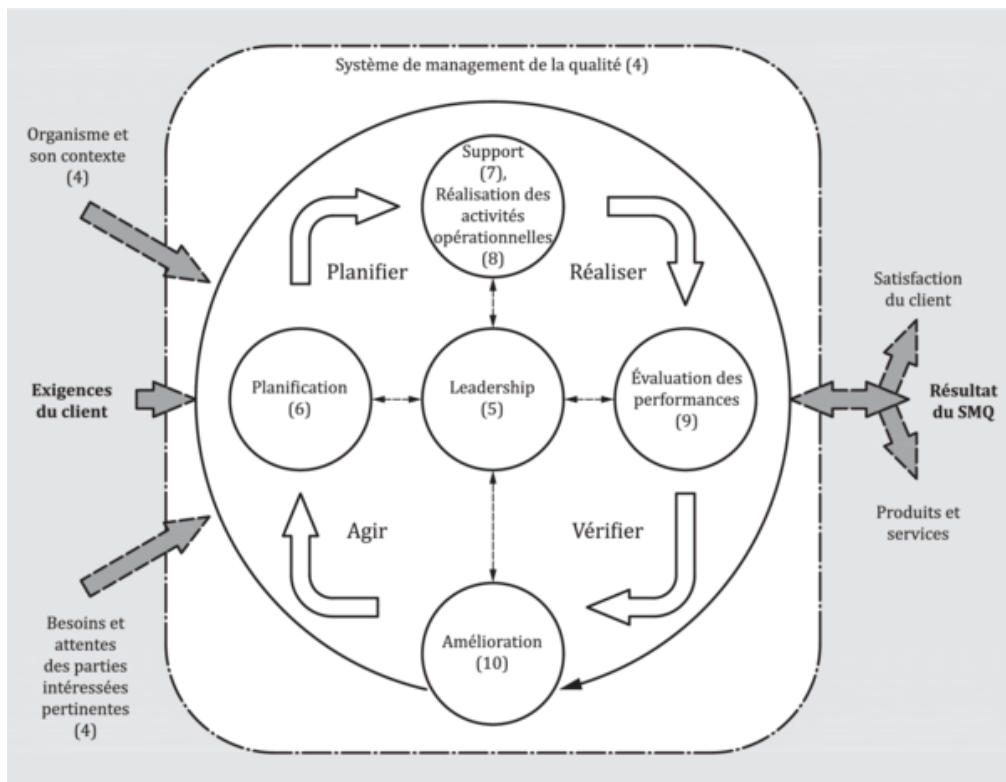 Système de management de la qualité (4)
Organisme et
son contexte
(4)
Support
(7),
Réalisation des
activités
opérationnelles
(8)
Planifier
Réaliser
Satisfaction
du client
Exigences
du client
Planification
(6)
Leadership
(5)
Évaluation des
performances
(9)
Résultat
du SMQ
Agir
Vérifier
Produits et
services
Besoins et
attentes
des parties
intéressées
pertinentes
(4)
Amélioration
(10)